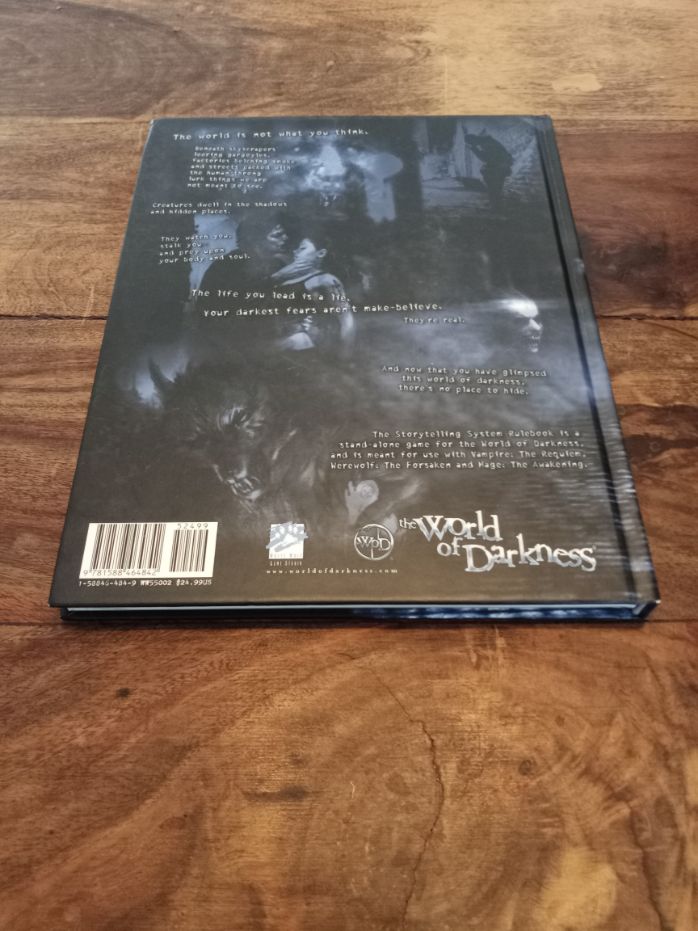 The world is not what you think.
Beneath skyscrapers'
leering gargoyles,
factories belching smoke
and streets packed with
the human throng
lurk things we are
not meant to see.
Creatures dwell in the shadows
and hidden places.
They watch you,
stalk you
and prey upon
your body and soul.
The life you lead is a lie.
Your darkest fears aren't make-believe.
They're real.
And now that you have glimpsed
this world of darkness,
there's no place to hide.
The Storytelling System Rulebook is a
stand-alone game for the World of Darkness,
and is meant for use with Vampire: The Requiem,
Werewolf: The Forsaken and Mage: The Awakening.
52499
9 781588 464842
1-58846-484-9 WW55002 $24.99US
White Wolf
GAME STUDIO
WoD
www.worldofdarkness.com
the World
of Darkness